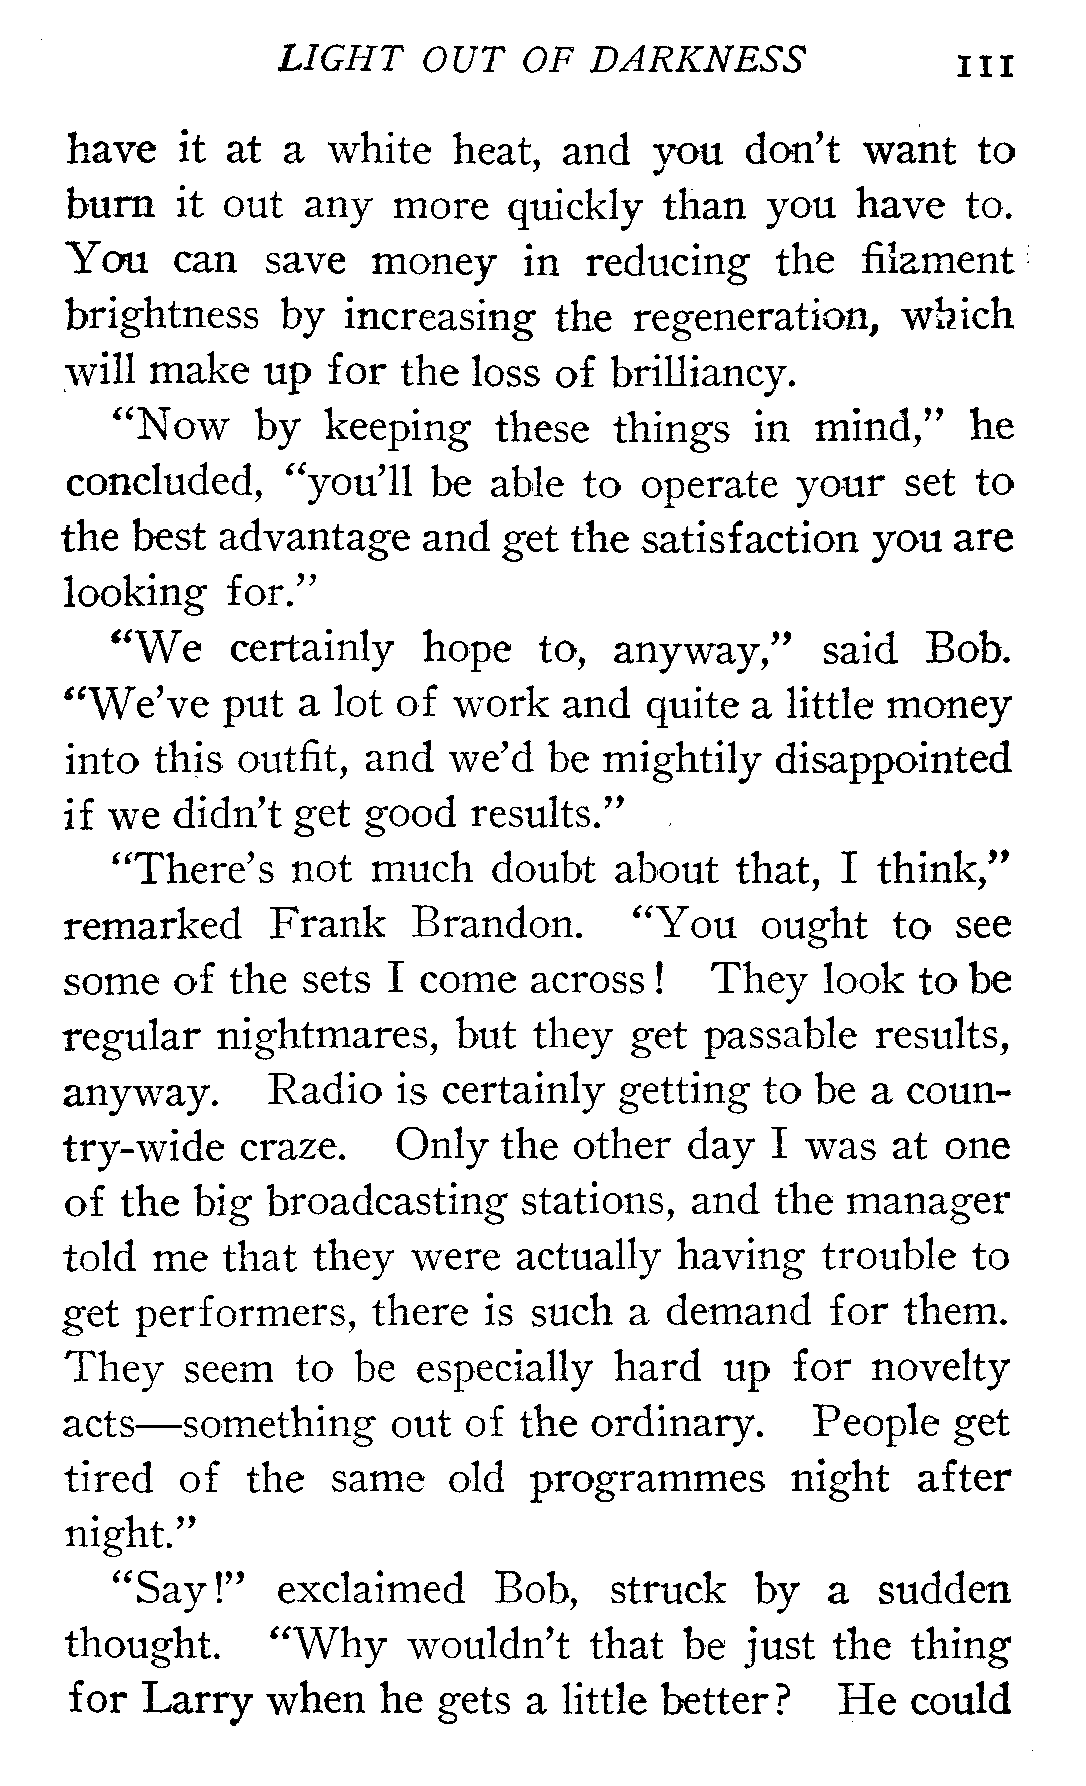 LIGHT OUT OF DARKNESS 111
have it at a white heat, and you don't want to
burn it out any more quickly than you have to.
You can save money in reducing the filament
brightness by increasing the regeneration, which
will make up for the loss of brilliancy.
"Now by keeping these things in mind," he
concluded, "you'll be able to operate your set to
the best advantage and get the satisfaction you are
looking for."
"We certainly hope to, anyway," said Bob.
"We've put a lot of work and quite a little money
into this outfit, and we'd be mightily disappointed
if we didn't get good results."
"There's not much doubt about that, I think,"
remarked Frank Brandon. "You ought to see
some of the sets I come across! They look to be
regular nightmares, but they get passable results,
anyway. Radio is certainly getting to be a coun-
try-wide craze. Only the other day I was at one
of the big broadcasting stations, and the manager
told me that they were actually having trouble to
get performers, there is such a demand for them.
They seem to be especially hard up for novelty
acts—something out of the ordinary. People get
tired of the same old programmes night after
night."
"Say!" exclaimed Bob, struck by a sudden
thought. "Why wouldn't that be just the thing
for Larry when he gets a little better? He could